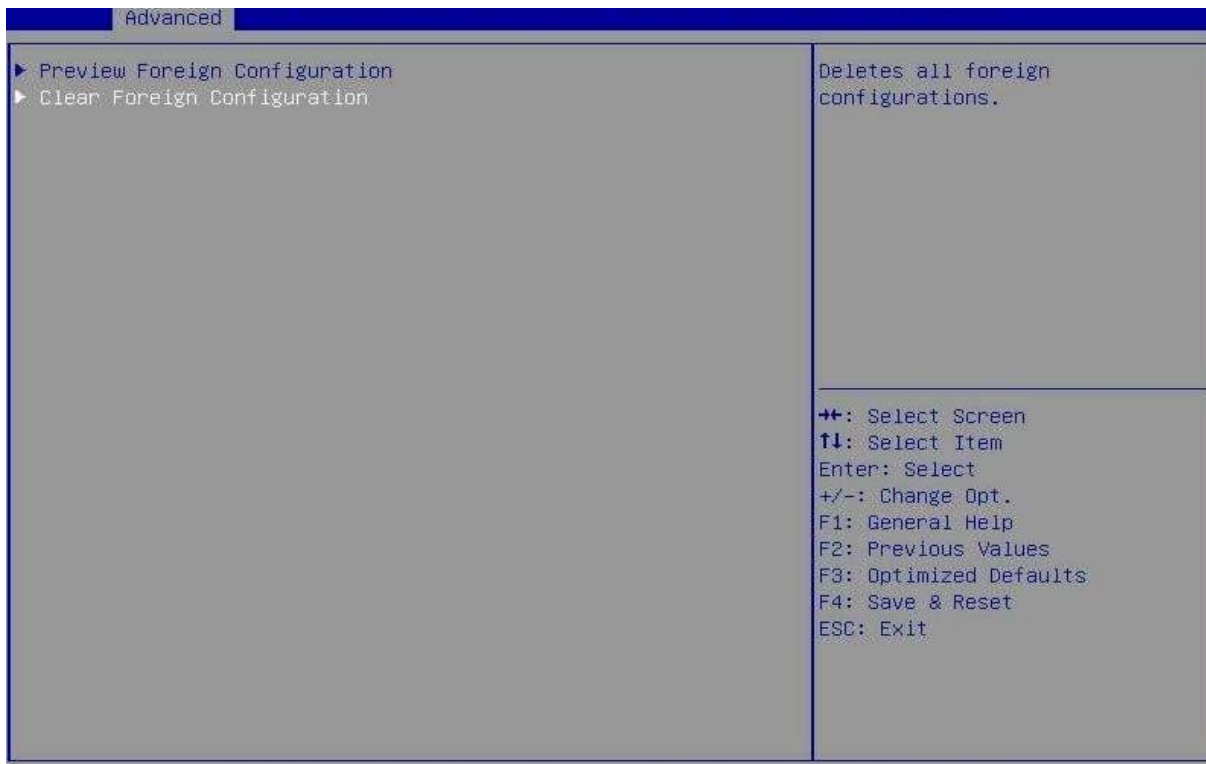 Advanced
▶ Preview Foreign Configuration
▶ Clear Foreign Configuration
Deletes all foreign
configurations.
→←: Select Screen
↑↓: Select Item
Enter: Select
+/-: Change Opt.
F1: General Help
F2: Previous Values
F3: Optimized Defaults
F4: Save & Reset
ESC: Exit